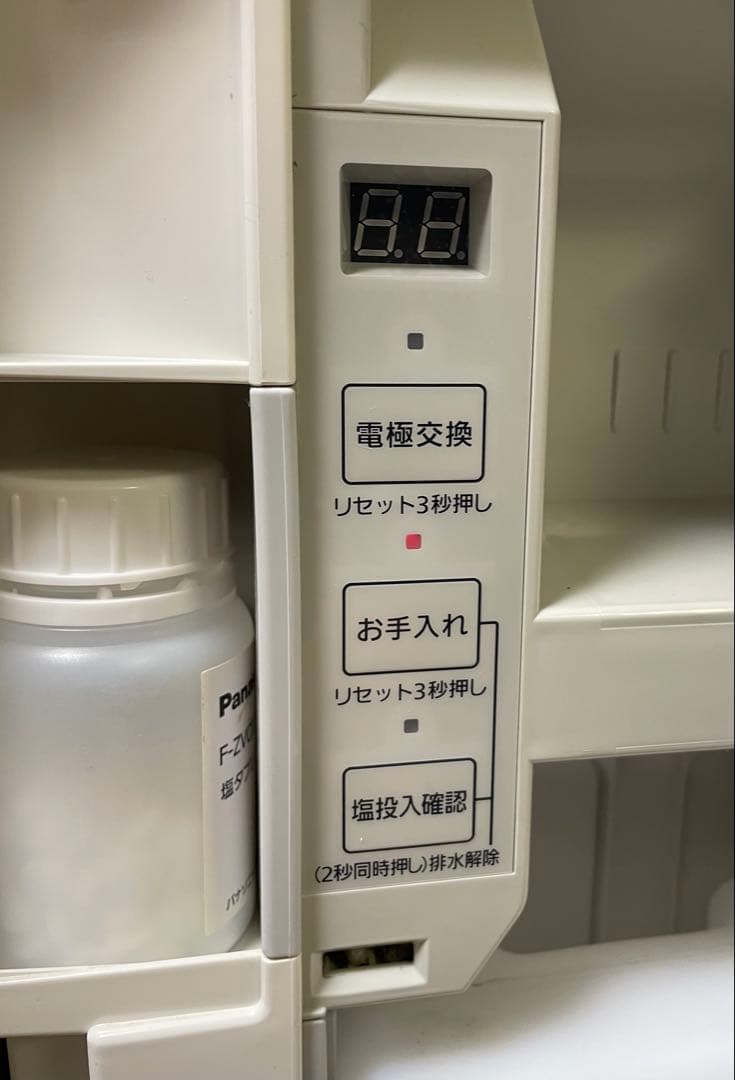 電極交換
リセット3秒押し
お手入れ
リセット3秒押し
塩投入確認
(2秒同時押し)排水解除
Pana
F-ZV
塩タブ